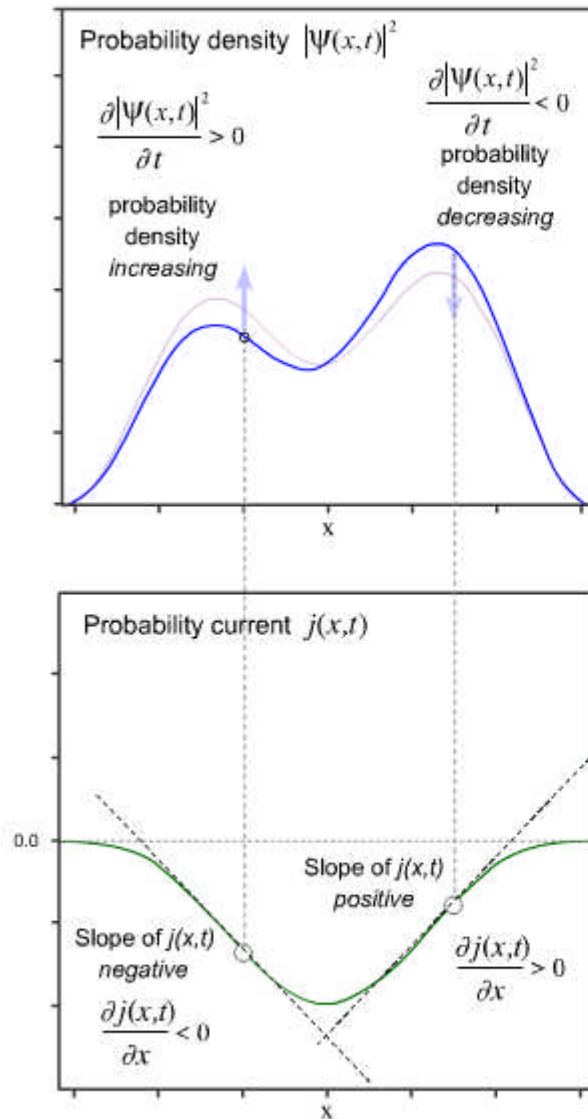 Probability density |Ψ(x,t)|²
∂|Ψ(x,t)|²/∂t > 0
probability
density
increasing
∂|Ψ(x,t)|²/∂t < 0
probability
density
decreasing
x
Probability current j(x,t)
0.0
Slope of j(x,t)
positive
∂j(x,t)/∂x > 0
Slope of j(x,t)
negative
∂j(x,t)/∂x < 0
x